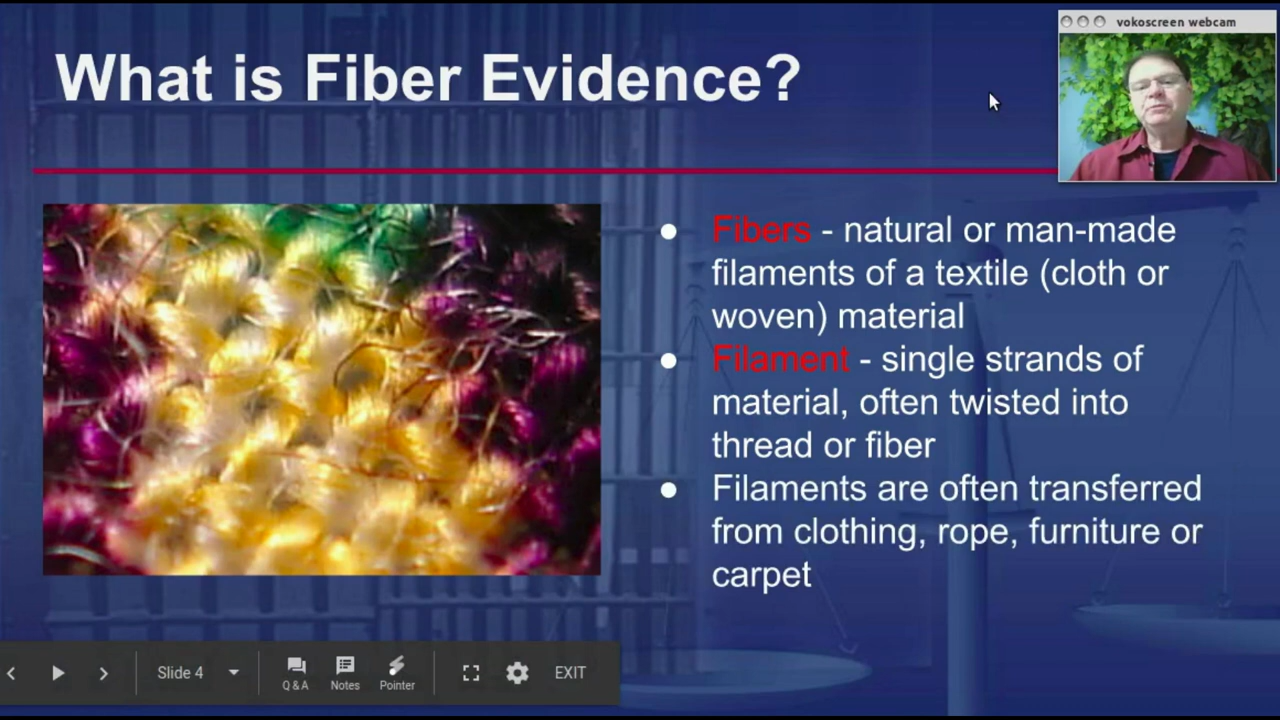 vokoscreen webcam
What is Fiber Evidence?
● Fibers - natural or man-made
filaments of a textile (cloth or
woven) material
● Filament - single strands of
material, often twisted into
thread or fiber
● Filaments are often transferred
from clothing, rope, furniture or
carpet
Slide 4
Q & A
Notes
Pointer
EXIT